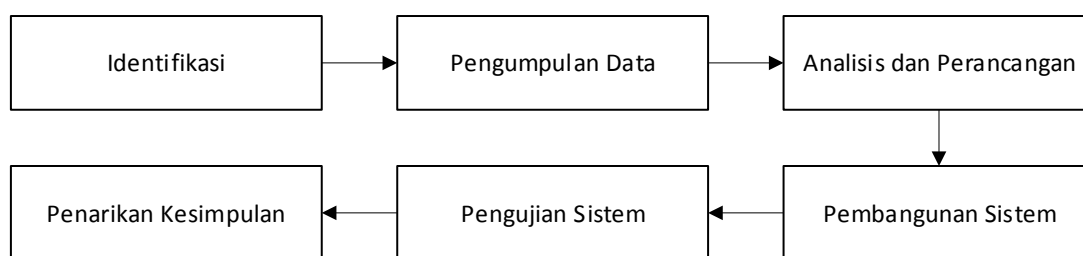 Identifikasi
Pengumpulan Data
Analisis dan Perancangan
Pembangunan Sistem
Pengujian Sistem
Penarikan Kesimpulan